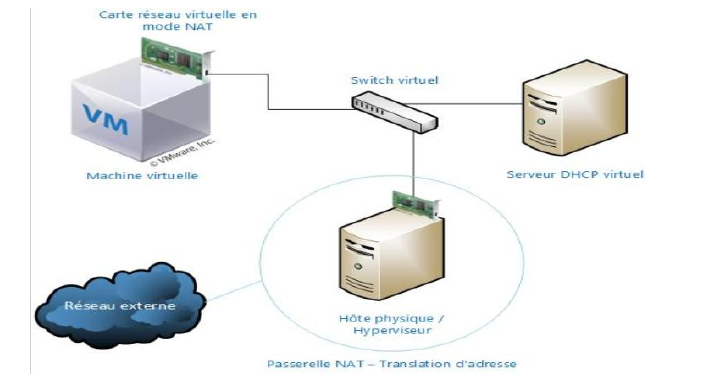 Carte réseau virtuelle en
mode NAT
Switch virtuel
VM
© VMware, Inc.
Machine virtuelle
Serveur DHCP virtuel
Réseau externe
Hôte physique /
Hyperviseur
Passerelle NAT – Translation d'adresse